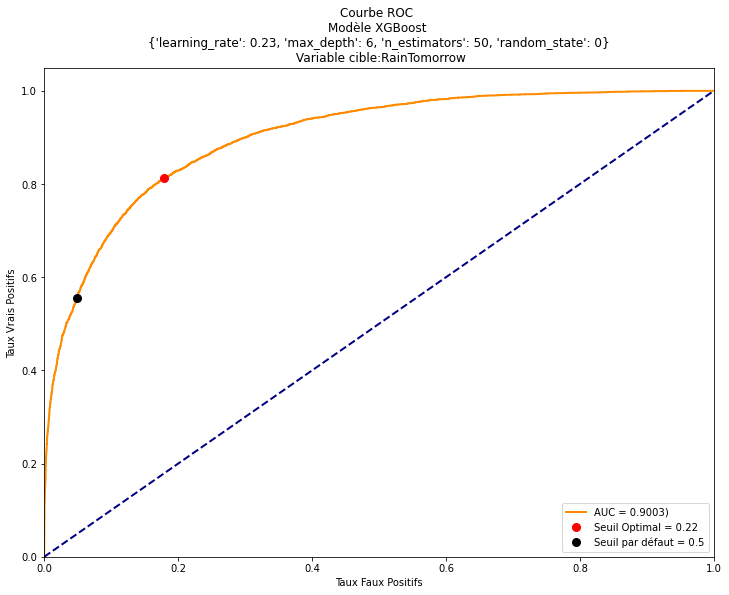 Courbe ROC
Modèle XGBoost
{'learning_rate': 0.23, 'max_depth': 6, 'n_estimators': 50, 'random_state': 0}
Variable cible:RainTomorrow
Taux Vrais Positifs
1.0
0.8
0.6
0.4
0.2
0.0
0.0 0.2 0.4 0.6 0.8 1.0
Taux Faux Positifs
AUC = 0.9003)
Seuil Optimal = 0.22
Seuil par défaut = 0.5